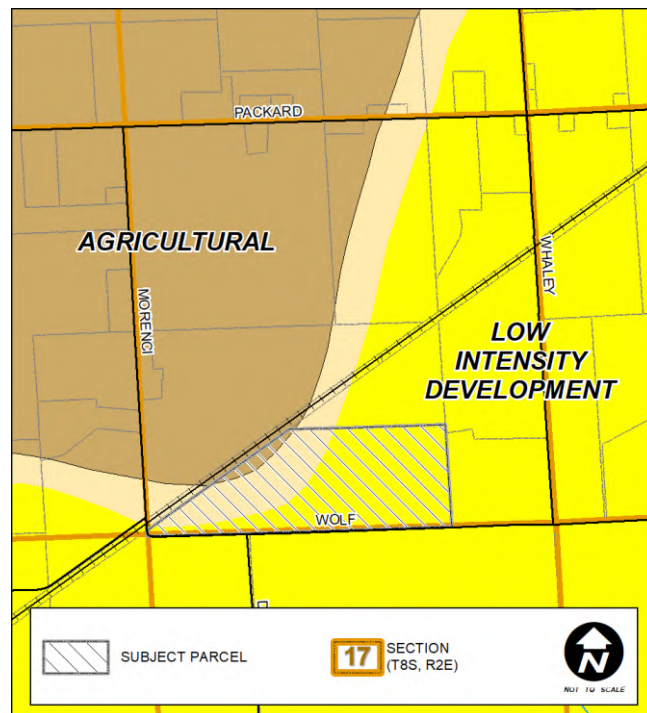 PACKARD
AGRICULTURAL
MORENCI
WHALEY
LOW
INTENSITY
DEVELOPMENT
WOLF
SUBJECT PARCEL
17
SECTION
(T8S, R2E)
N
NOT TO SCALE